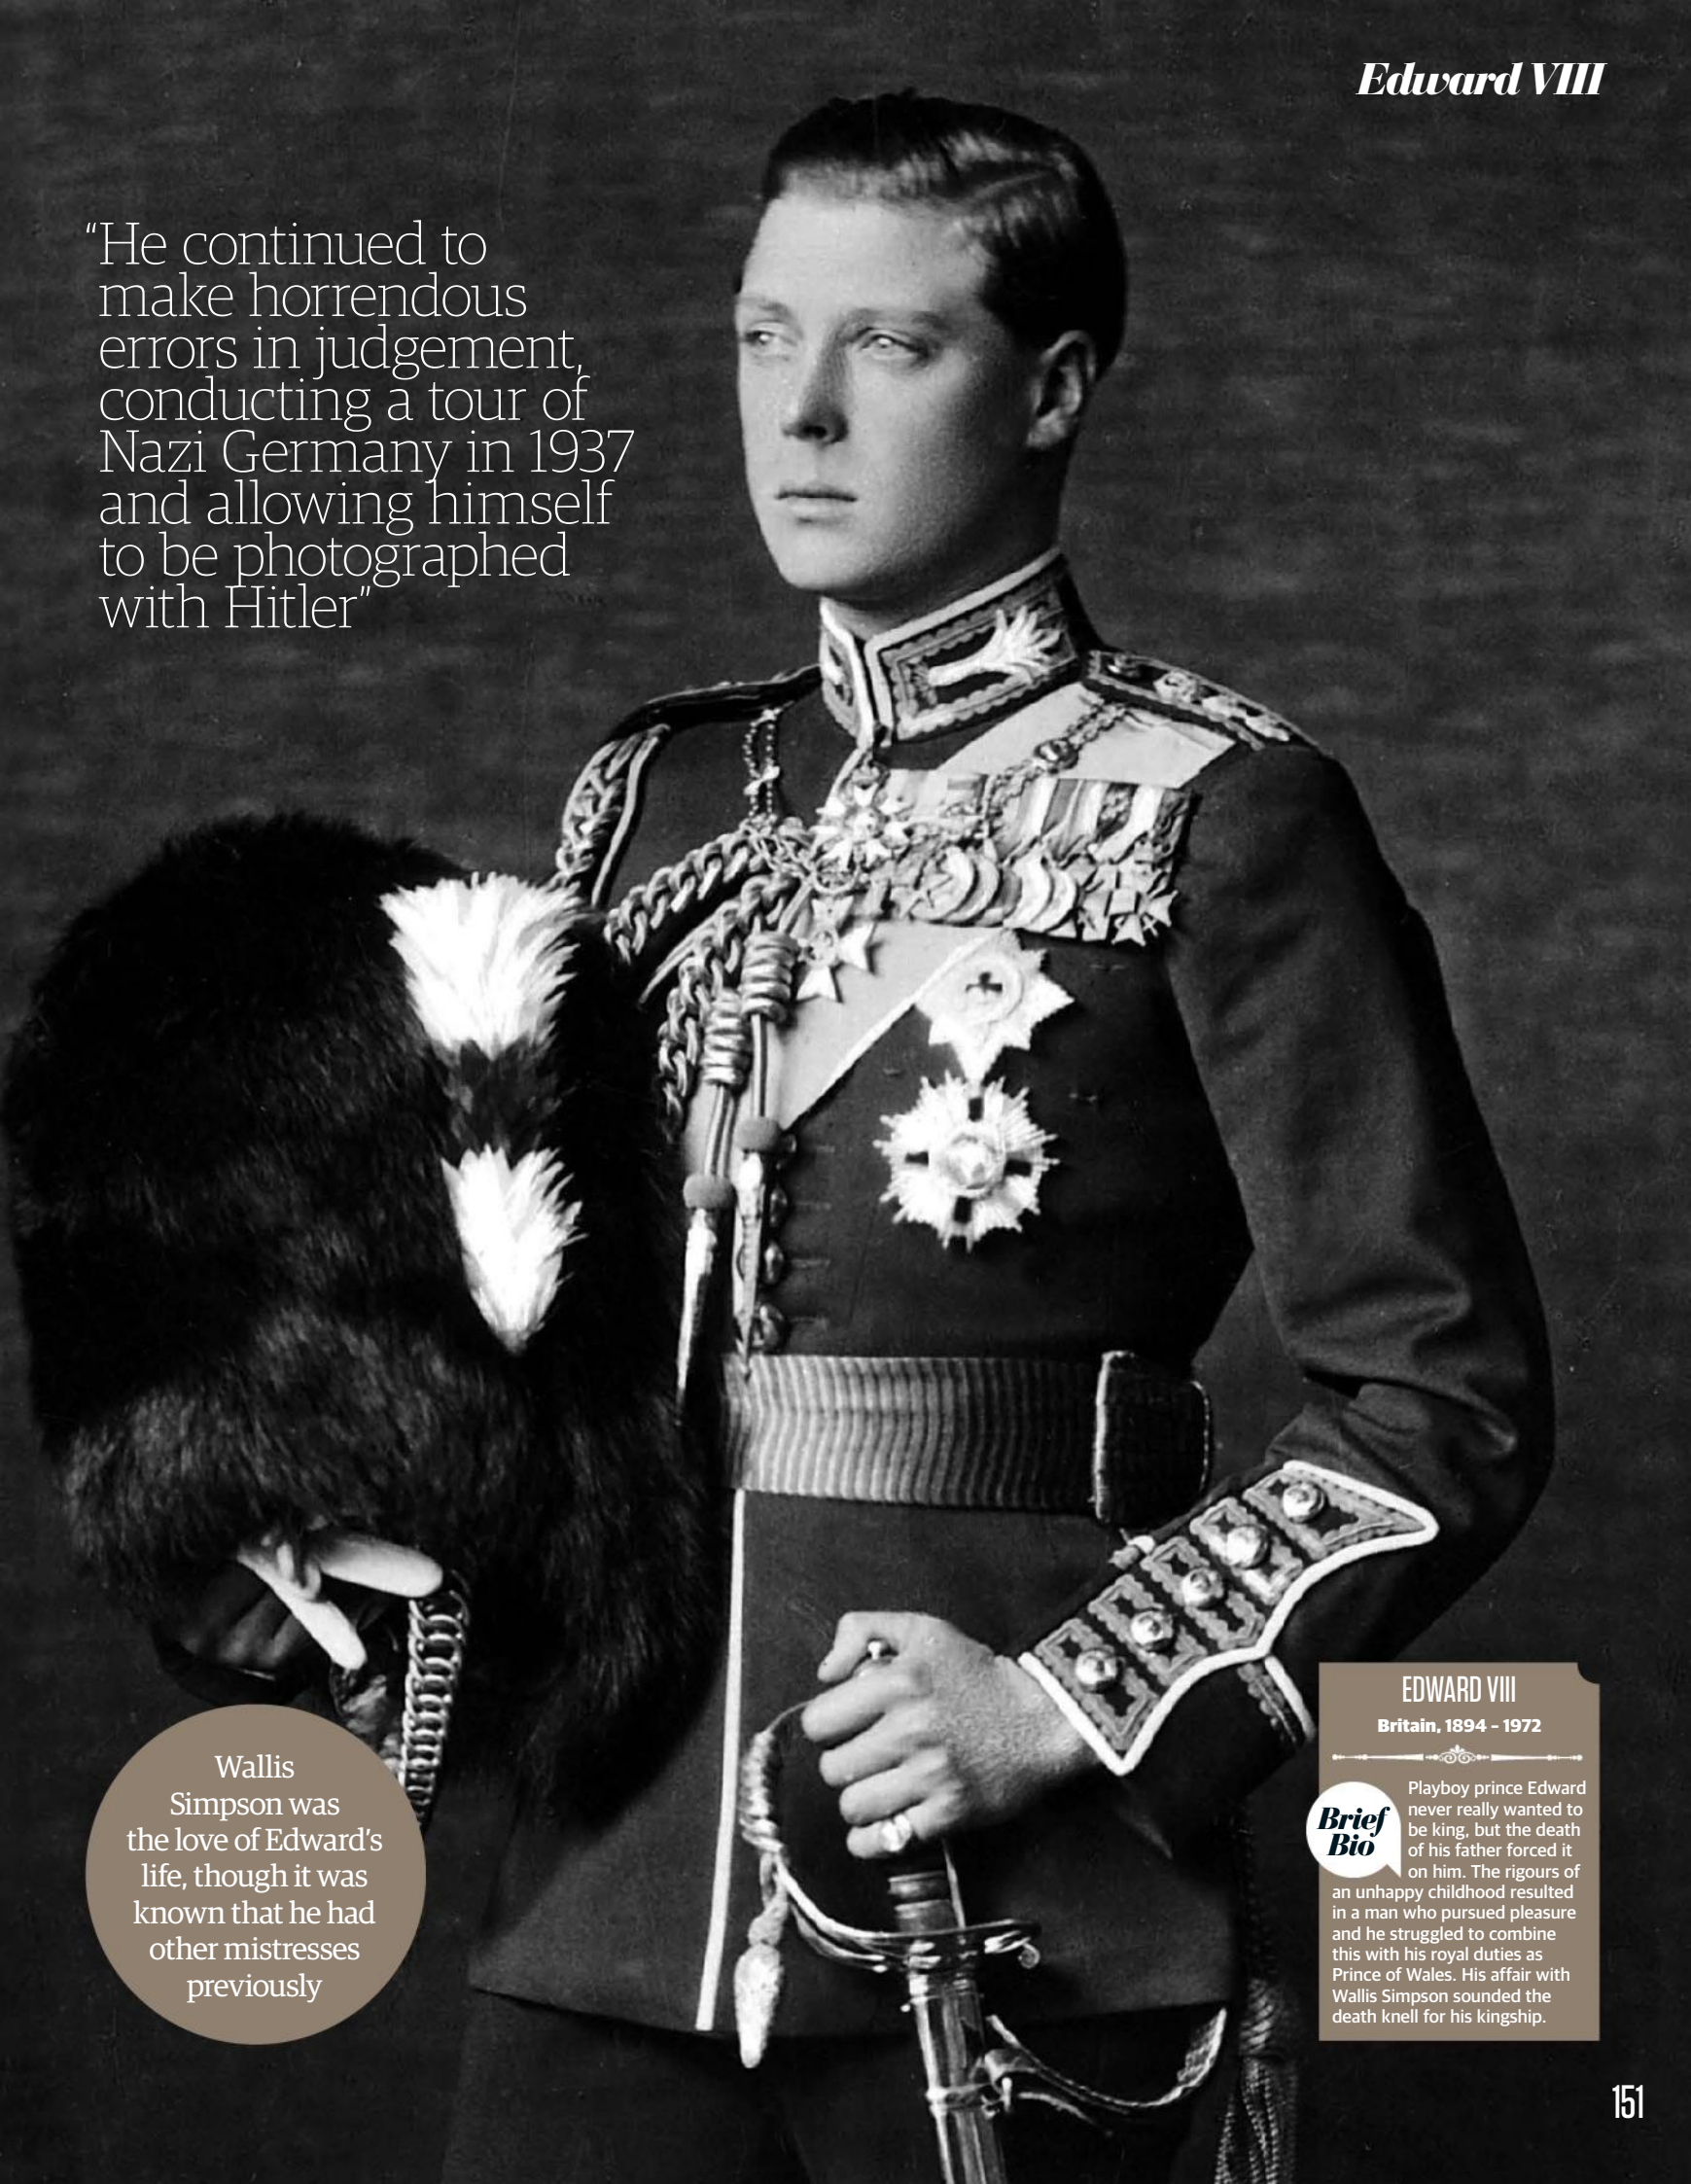 Edward VIII
“He continued to
make horrendous
errors in judgement,
conducting a tour of
Nazi Germany in 1937
and allowing himself
to be photographed
with Hitler”
Wallis
Simpson was
the love of Edward’s
life, though it was
known that he had
other mistresses
previously
EDWARD VIII
Britain, 1894 – 1972
Brief
Bio
Playboy prince Edward
never really wanted to
be king, but the death
of his father forced it
on him. The rigours of
an unhappy childhood resulted
in a man who pursued pleasure
and he struggled to combine
this with his royal duties as
Prince of Wales. His affair with
Wallis Simpson sounded the
death knell for his kingship.
151